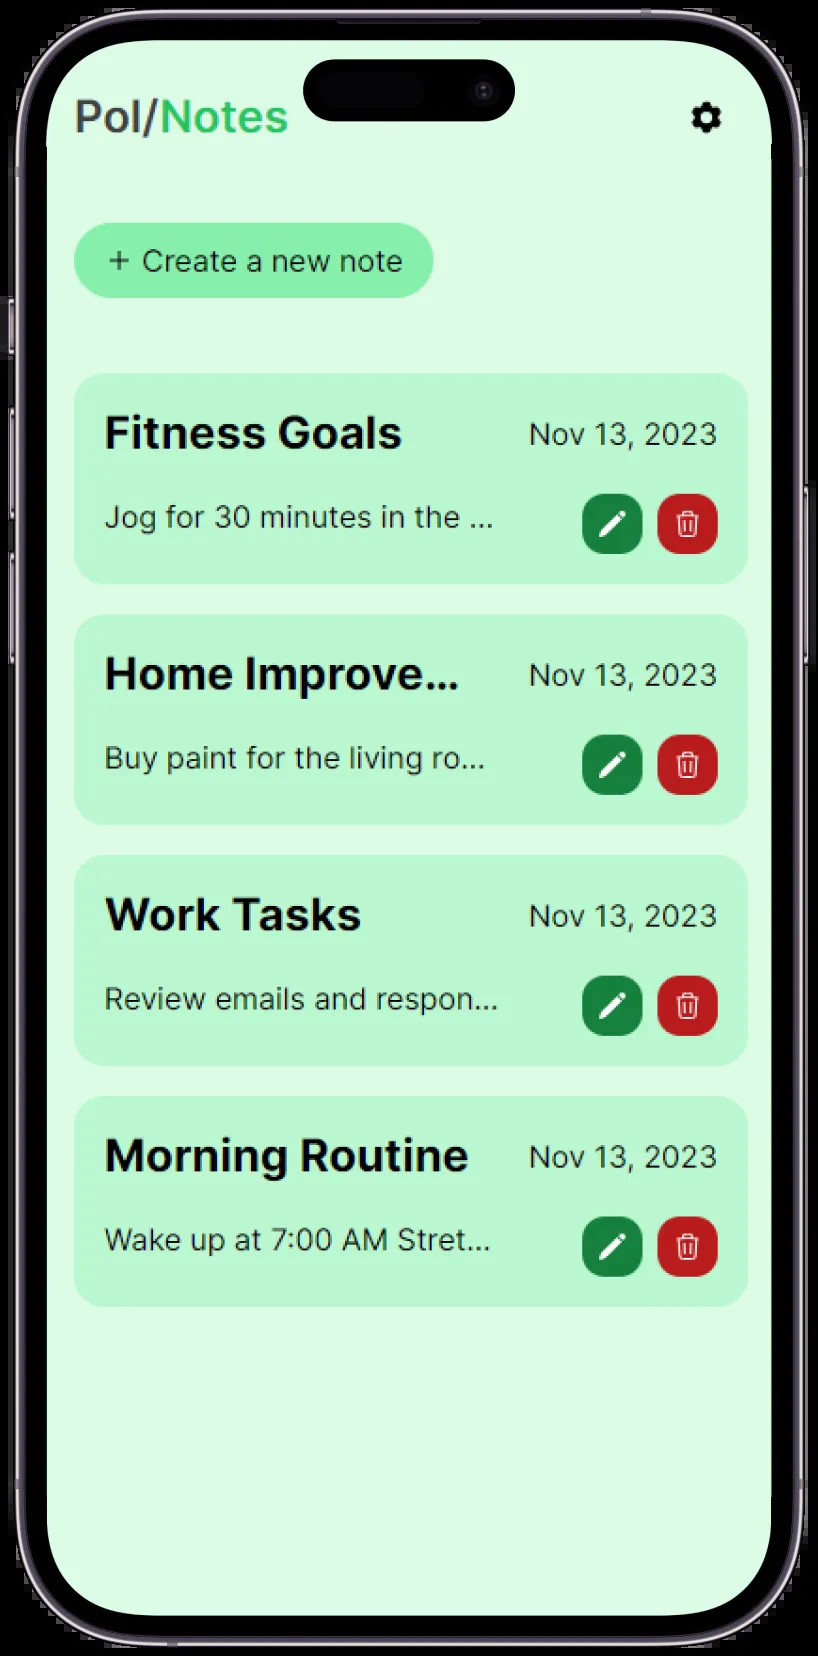 Pol/Notes
+ Create a new note
Fitness Goals Nov 13, 2023
Jog for 30 minutes in the ...
Home Improve... Nov 13, 2023
Buy paint for the living ro...
Work Tasks Nov 13, 2023
Review emails and respon...
Morning Routine Nov 13, 2023
Wake up at 7:00 AM Stret...